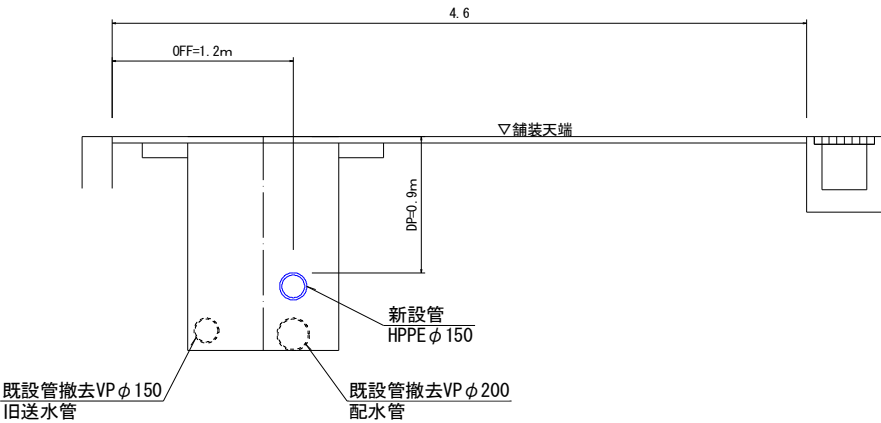 4.6
OFF=1.2m
▽舗装天端
DP=0.9m
新設管
HPPEφ150
既設管撤去VPφ150
旧送水管
既設管撤去VPφ200
配水管